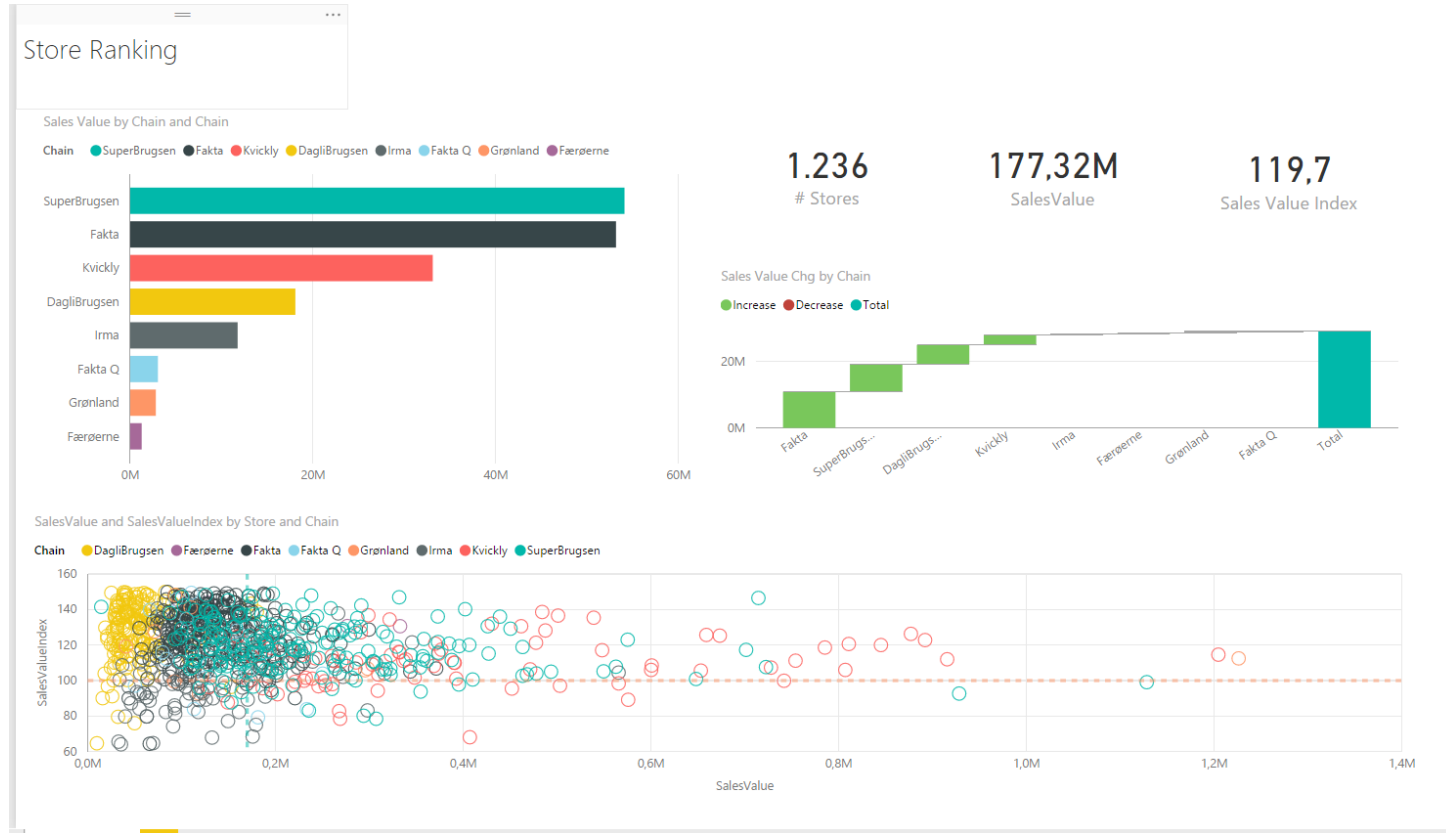 Store Ranking
Sales Value by Chain and Chain
Chain SuperBrugsen Fakta Kvickly DagliBrugsen Irma Fakta Q Grønland Færøerne
SuperBrugsen
Fakta
Kvickly
DagliBrugsen
Irma
Fakta Q
Grønland
Færøerne
0M 20M 40M 60M
1.236 177,32M 119,7
# Stores SalesValue Sales Value Index
Sales Value Chg by Chain
Increase Decrease Total
20M
0M
Fakta SuperBrugs... DagliBrugs... Kvickly Irma Færøerne Grønland Fakta Q Total
SalesValue and SalesValueIndex by Store and Chain
Chain DagliBrugsen Færøerne Fakta Fakta Q Grønland Irma Kvickly SuperBrugsen
SalesValueIndex
160
140
120
100
80
60
0,0M 0,2M 0,4M 0,6M 0,8M 1,0M 1,2M 1,4M
SalesValue